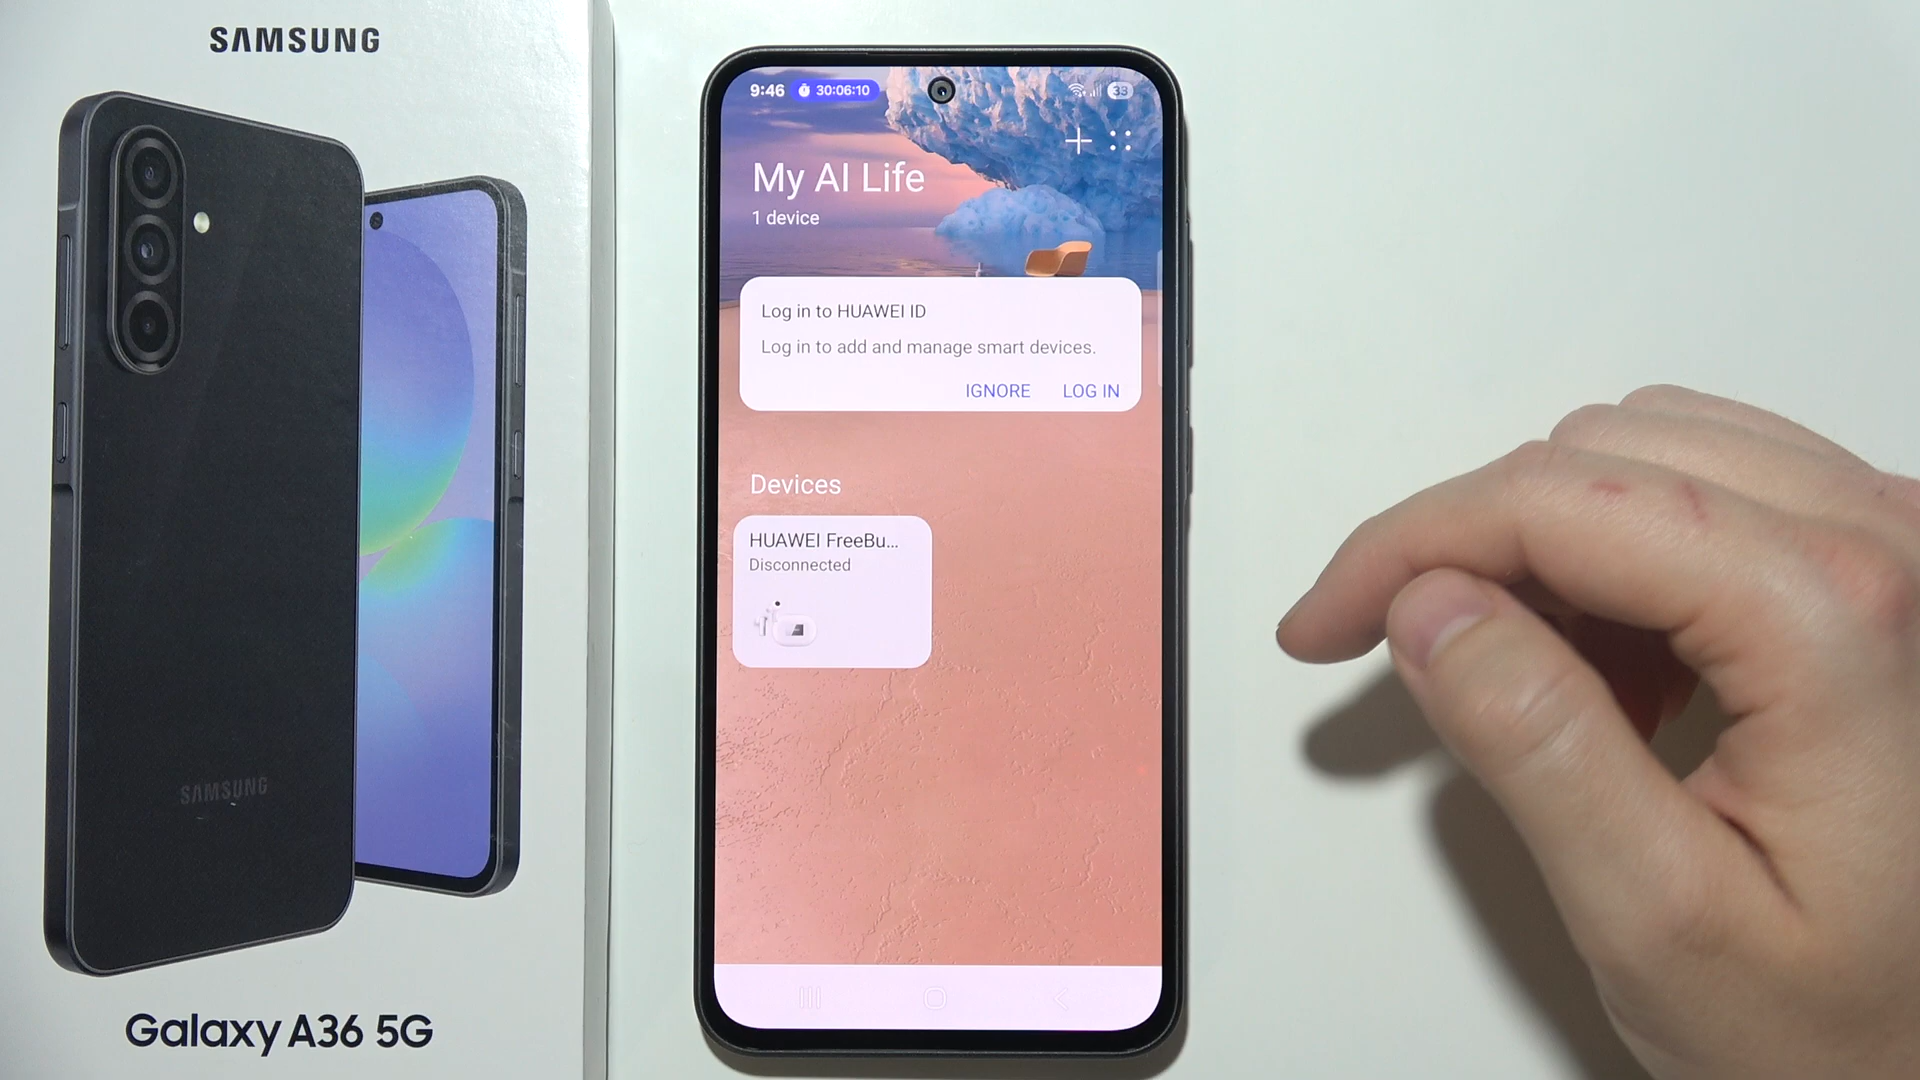 SAMSUNG
SAMSUNG
Galaxy A36 5G
9:46
30:06:10
33
My AI Life
1 device
Log in to HUAWEI ID
Log in to add and manage smart devices.
IGNORE
LOG IN
Devices
HUAWEI FreeBu...
Disconnected